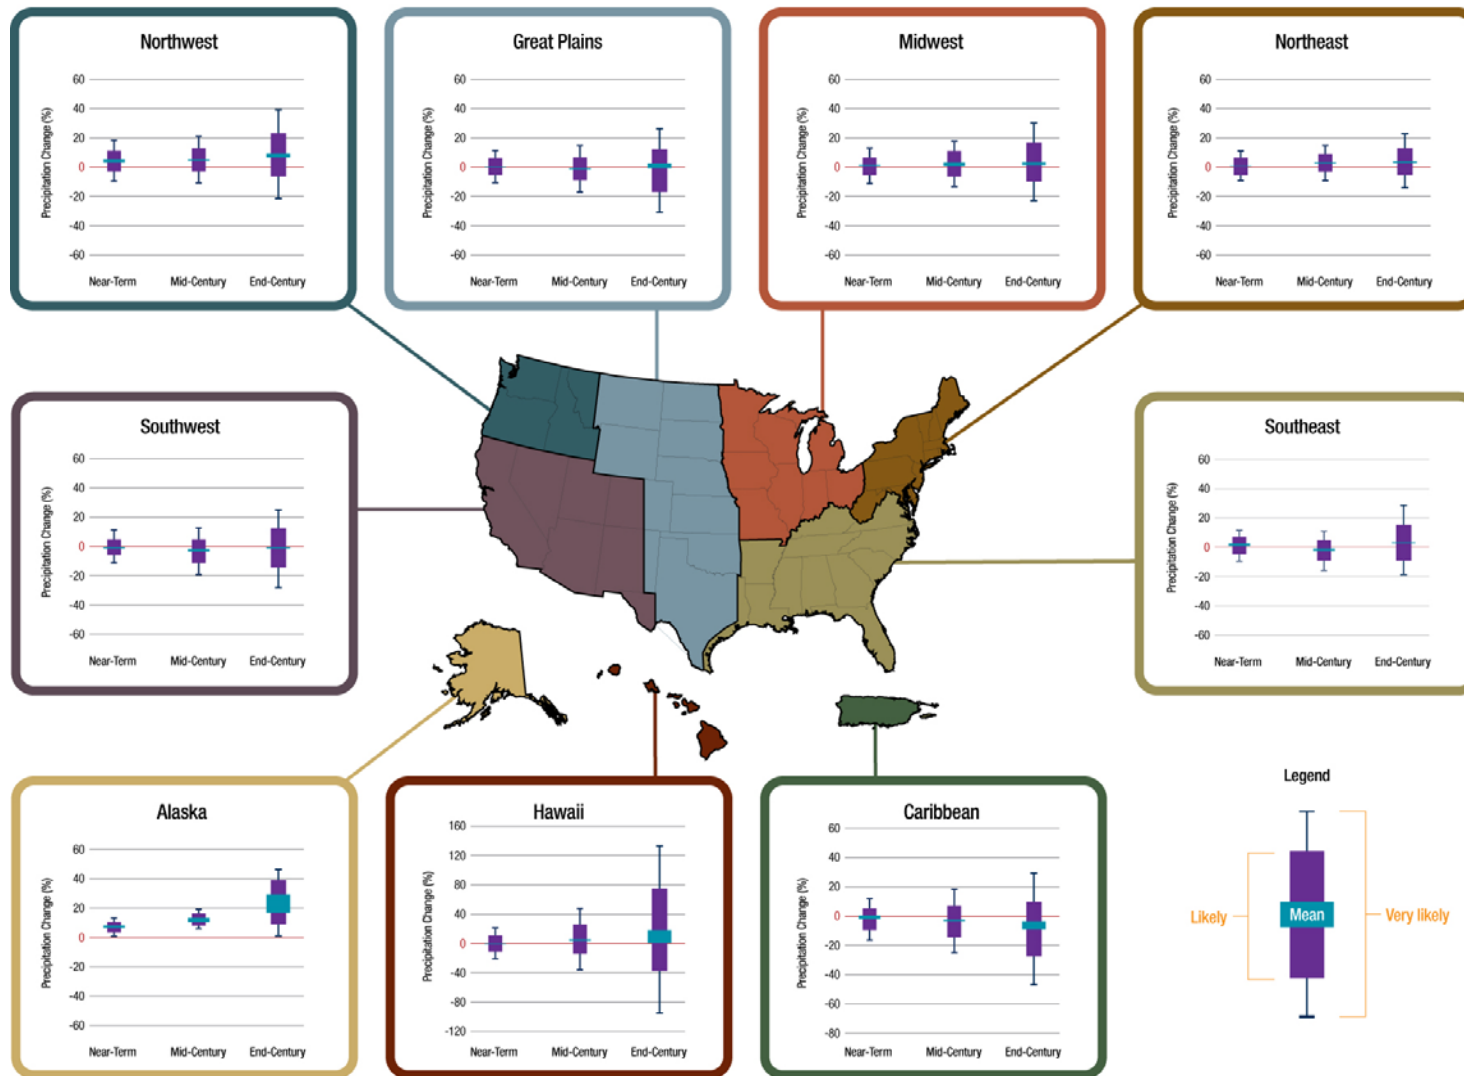 Northwest
Precipitation Change (%)
60
40
20
0
-20
-40
-60
Near-Term Mid-Century End-Century
Great Plains
Precipitation Change (%)
60
40
20
0
-20
-40
-60
Near-Term Mid-Century End-Century
Midwest
Precipitation Change (%)
60
40
20
0
-20
-40
-60
Near-Term Mid-Century End-Century
Northeast
Precipitation Change (%)
60
40
20
0
-20
-40
-60
Near-Term Mid-Century End-Century
Southwest
Precipitation Change (%)
60
40
20
0
-20
-40
-60
Near-Term Mid-Century End-Century
Southeast
Precipitation Change (%)
60
40
20
0
-20
-40
-60
Near-Term Mid-Century End-Century
Alaska
Precipitation Change (%)
60
40
20
0
-20
-40
-60
Near-Term Mid-Century End-Century
Hawaii
Precipitation Change (%)
160
120
80
40
0
-40
-80
-120
Near-Term Mid-Century End-Century
Caribbean
Precipitation Change (%)
60
40
20
0
-20
-40
-60
-80
Near-Term Mid-Century End-Century
Legend
Likely
Mean
Very likely